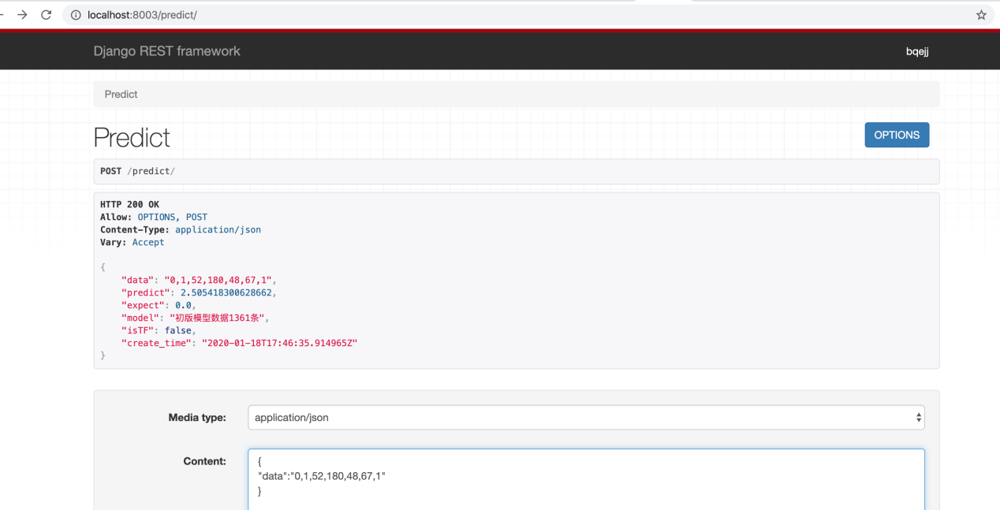 localhost:8003/predict/
Django REST framework
bqejj
Predict
Predict
OPTIONS
POST /predict/
HTTP 200 OK
Allow: OPTIONS, POST
Content-Type: application/json
Vary: Accept
{
"data": "0,1,52,180,48,67,1",
"predict": 2.505418300628662,
"expect": 0.0,
"model": "初版模型数据1361条",
"isTF": false,
"create_time": "2020-01-18T17:46:35.914965Z"
}
Media type:
application/json
Content:
{
"data":"0,1,52,180,48,67,1"
}